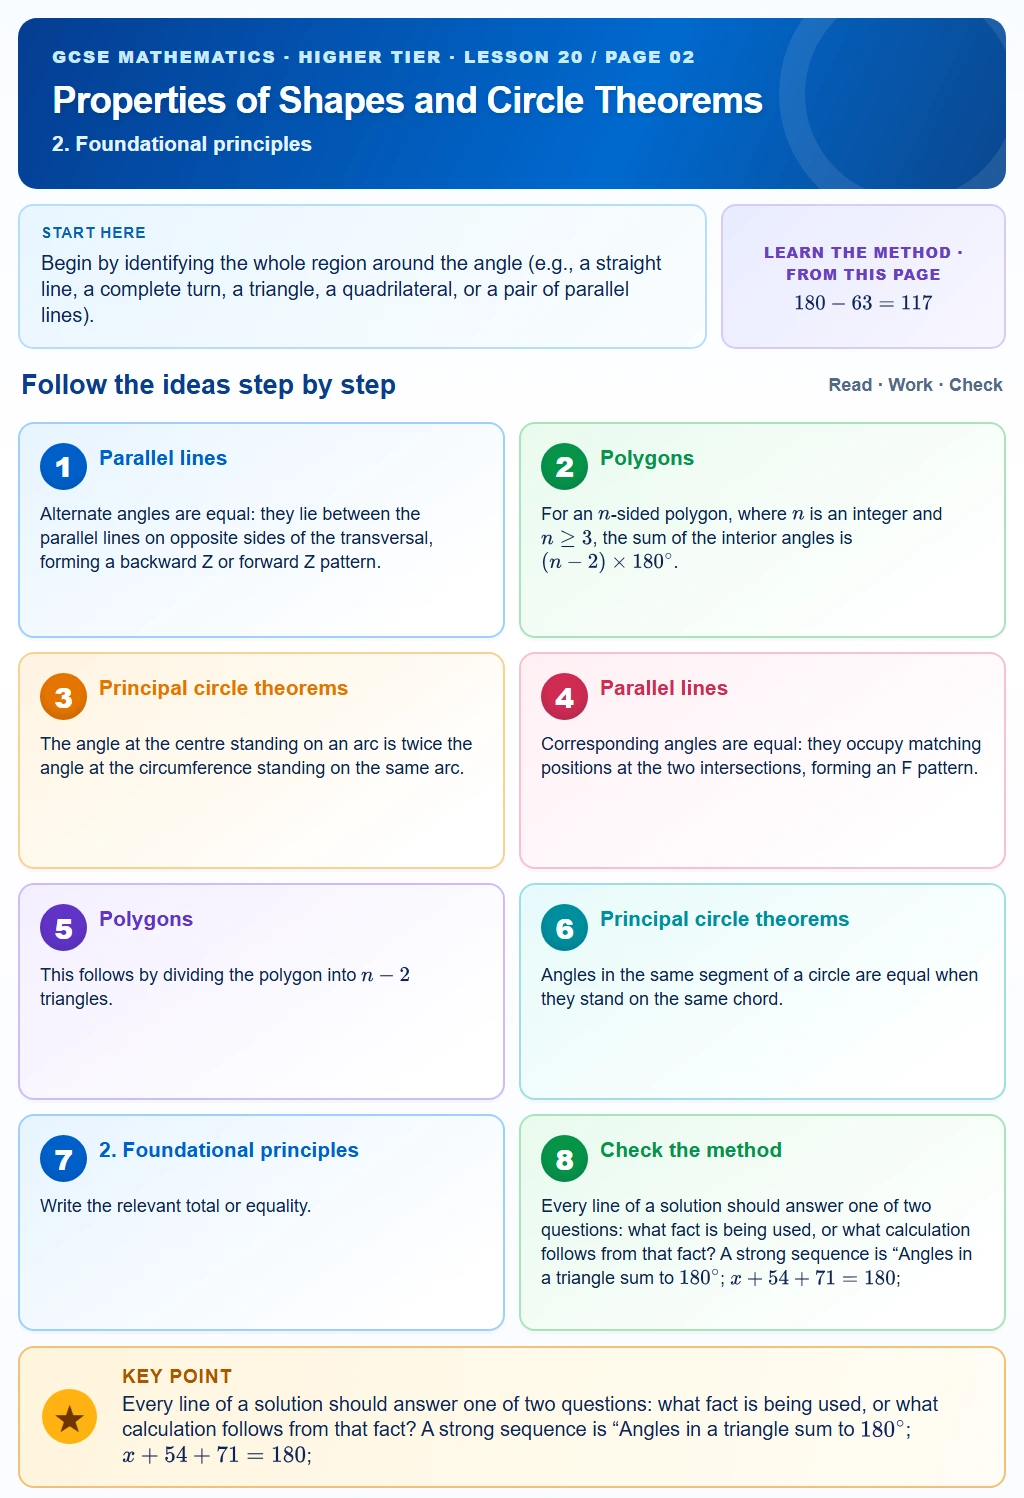 GCSE MATHEMATICS · HIGHER TIER · LESSON 20 / PAGE 02
Properties of Shapes and Circle Theorems
2. Foundational principles
START HERE
Begin by identifying the whole region around the angle (e.g., a straight
line, a complete turn, a triangle, a quadrilateral, or a pair of parallel
lines).
LEARN THE METHOD ·
FROM THIS PAGE
180 − 63 = 117
Follow the ideas step by step
Read · Work · Check
1 Parallel lines
Alternate angles are equal: they lie between the
parallel lines on opposite sides of the transversal,
forming a backward Z or forward Z pattern.
2 Polygons
For an n-sided polygon, where n is an integer and
n ≥ 3, the sum of the interior angles is
(n − 2) × 180°.
3 Principal circle theorems
The angle at the centre standing on an arc is twice the
angle at the circumference standing on the same arc.
4 Parallel lines
Corresponding angles are equal: they occupy matching
positions at the two intersections, forming an F pattern.
5 Polygons
This follows by dividing the polygon into n − 2
triangles.
6 Principal circle theorems
Angles in the same segment of a circle are equal when
they stand on the same chord.
7 2. Foundational principles
Write the relevant total or equality.
8 Check the method
Every line of a solution should answer one of two
questions: what fact is being used, or what calculation
follows from that fact? A strong sequence is “Angles in
a triangle sum to 180°; x + 54 + 71 = 180;
KEY POINT
Every line of a solution should answer one of two questions: what fact is being used, or what
calculation follows from that fact? A strong sequence is “Angles in a triangle sum to 180°;
x + 54 + 71 = 180;